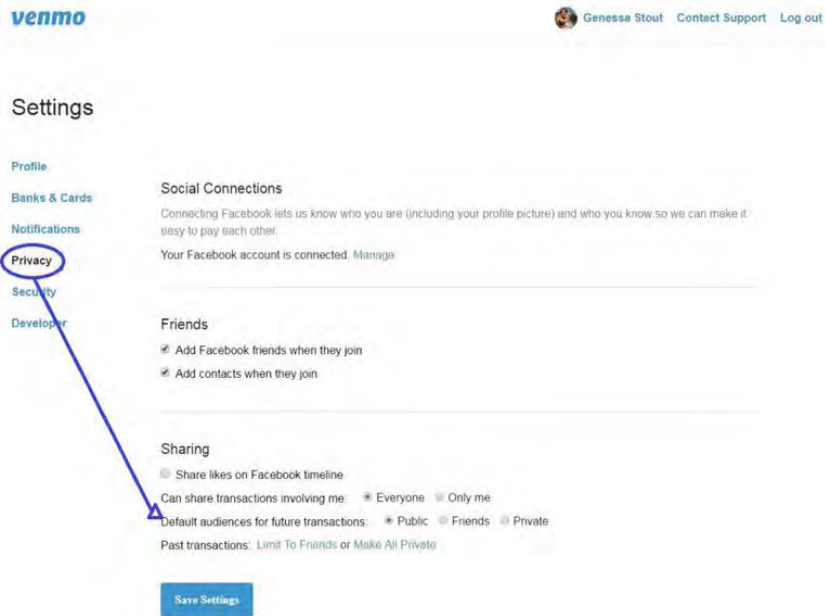 venmo
Genessa Stout Contact Support Log out
Settings
Profile
Banks & Cards
Notifications
Privacy
Security
Developer
Social Connections
Connecting Facebook lets us know who you are (including your profile picture) and who you know so we can make it
easy to pay each other.
Your Facebook account is connected. Manage
Friends
Add Facebook friends when they join
Add contacts when they join
Sharing
Share likes on Facebook timeline
Can share transactions involving me: Everyone Only me
Default audiences for future transactions: Public Friends Private
Past transactions: Limit To Friends or Make All Private
Save Settings